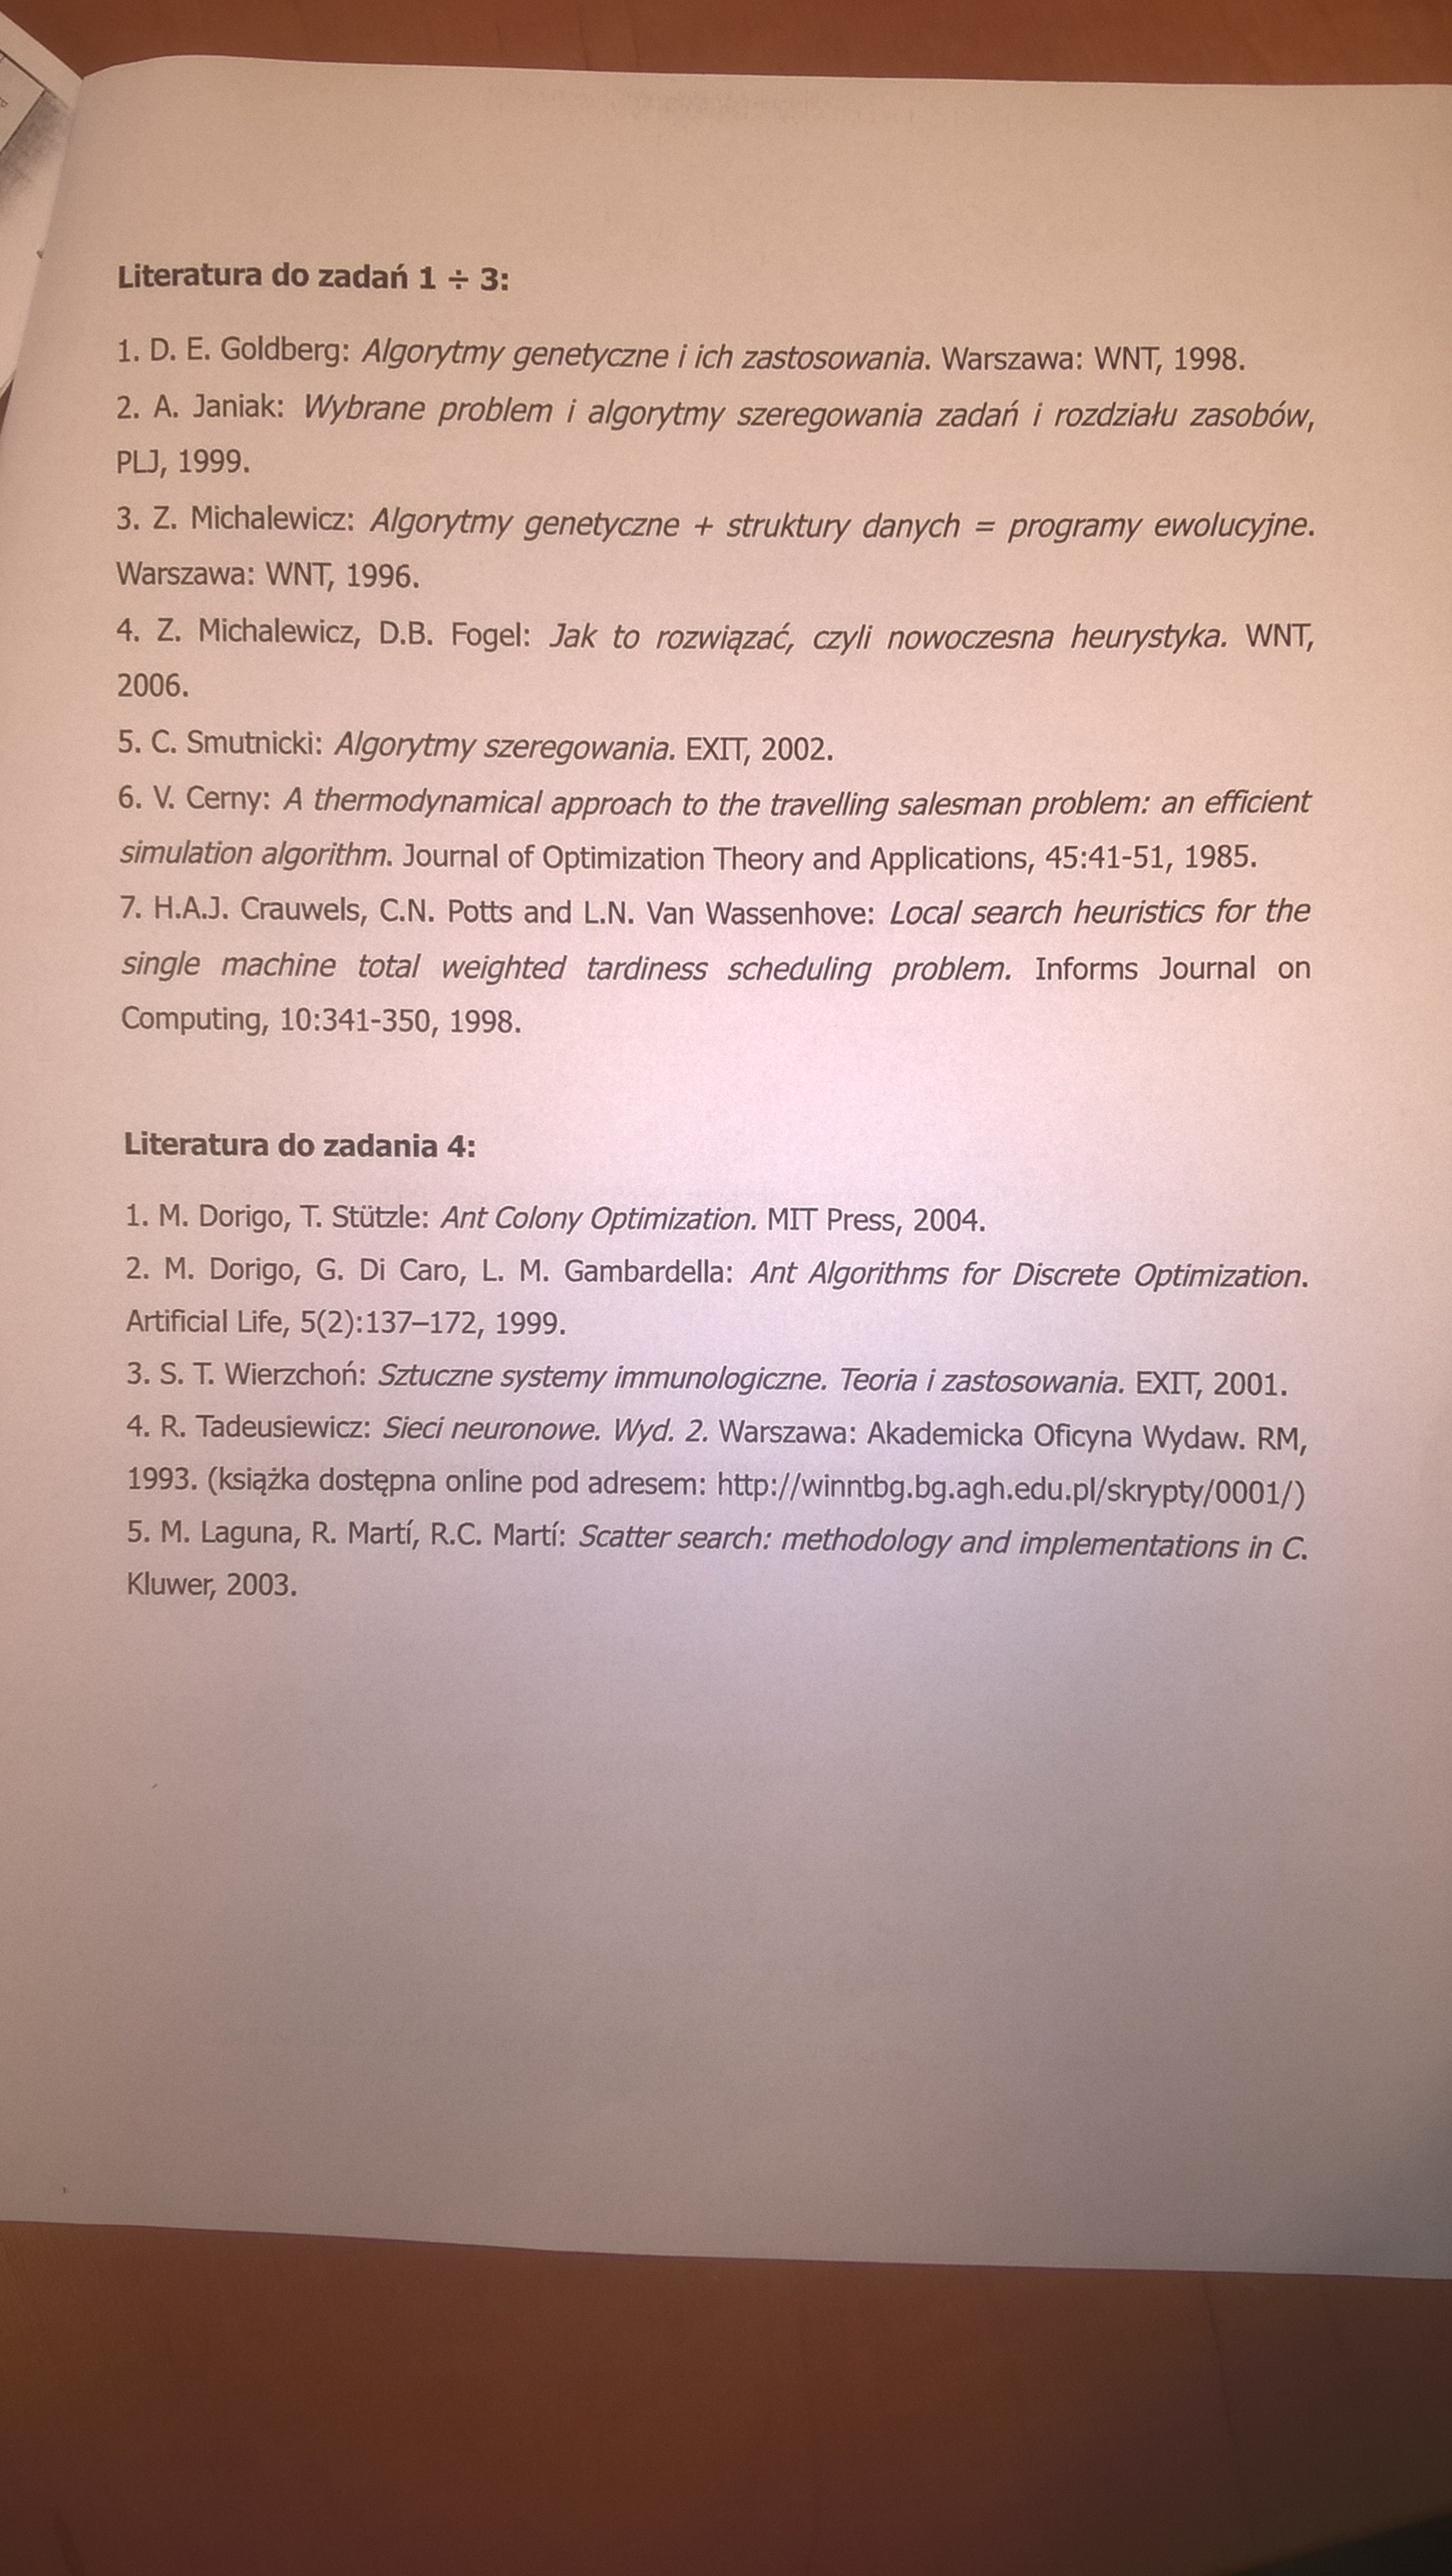 Literatura do zadań 1 ÷ 3:
1. D. E. Goldberg: Algorytmy genetyczne i ich zastosowania. Warszawa: WNT, 1998.
2. A. Janiak: Wybrane problem i algorytmy szeregowania zadań i rozdziału zasobów,
PLJ, 1999.
3. Z. Michalewicz: Algorytmy genetyczne + struktury danych = programy ewolucyjne.
Warszawa: WNT, 1996.
4. Z. Michalewicz, D.B. Fogel: Jak to rozwiązać, czyli nowoczesna heurystyka. WNT,
2006.
5. C. Smutnicki: Algorytmy szeregowania. EXIT, 2002.
6. V. Cerny: A thermodynamical approach to the travelling salesman problem: an efficient
simulation algorithm. Journal of Optimization Theory and Applications, 45:41-51, 1985.
7. H.A.J. Crauwels, C.N. Potts and L.N. Van Wassenhove: Local search heuristics for the
single machine total weighted tardiness scheduling problem. Informs Journal on
Computing, 10:341-350, 1998.
Literatura do zadania 4:
1. M. Dorigo, T. Stützle: Ant Colony Optimization. MIT Press, 2004.
2. M. Dorigo, G. Di Caro, L. M. Gambardella: Ant Algorithms for Discrete Optimization.
Artificial Life, 5(2):137–172, 1999.
3. S. T. Wierzchoń: Sztuczne systemy immunologiczne. Teoria i zastosowania. EXIT, 2001.
4. R. Tadeusiewicz: Sieci neuronowe. Wyd. 2. Warszawa: Akademicka Oficyna Wydaw. RM,
1993. (książka dostępna online pod adresem: http://winntbg.bg.agh.edu.pl/skrypty/0001/)
5. M. Laguna, R. Martí, R.C. Martí: Scatter search: methodology and implementations in C.
Kluwer, 2003.